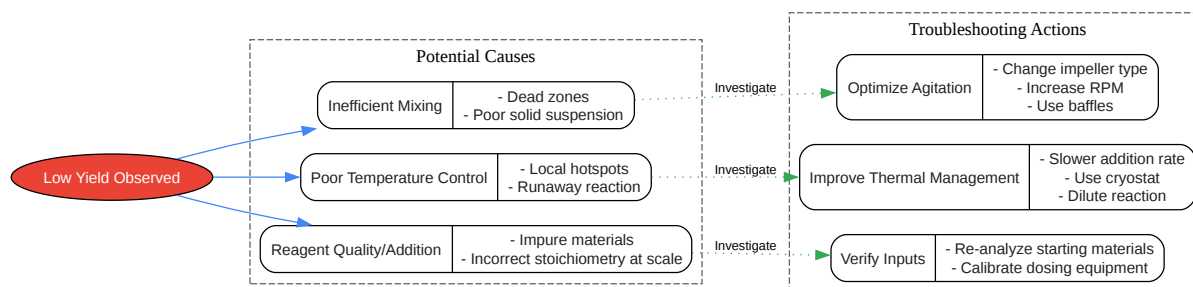 Low Yield Observed
Potential Causes
Inefficient Mixing
- Dead zones
- Poor solid suspension
Poor Temperature Control
- Local hotspots
- Runaway reaction
Reagent Quality/Addition
- Impure materials
- Incorrect stoichiometry at scale
Investigate
Investigate
Investigate
Troubleshooting Actions
Optimize Agitation
- Change impeller type
- Increase RPM
- Use baffles
Improve Thermal Management
- Slower addition rate
- Use cryostat
- Dilute reaction
Verify Inputs
- Re-analyze starting materials
- Calibrate dosing equipment